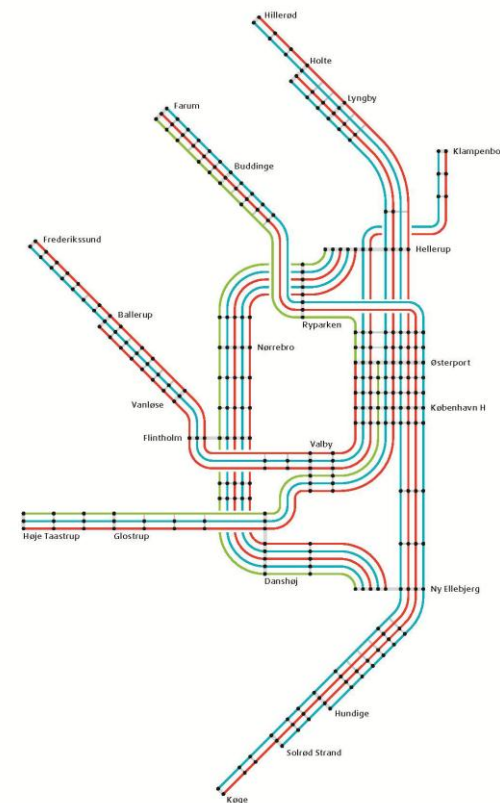 Hillerød
Holte
Lyngby
Farum
Klampenbo
Buddinge
Frederikssund
Hellerup
Ballerup
Ryparken
Nørrebro
Østerport
Vanløse
København H
Flintholm
Valby
Høje Taastrup
Glostrup
Danshøj
Ny Ellebjerg
Hundige
Solrød Strand
Køge